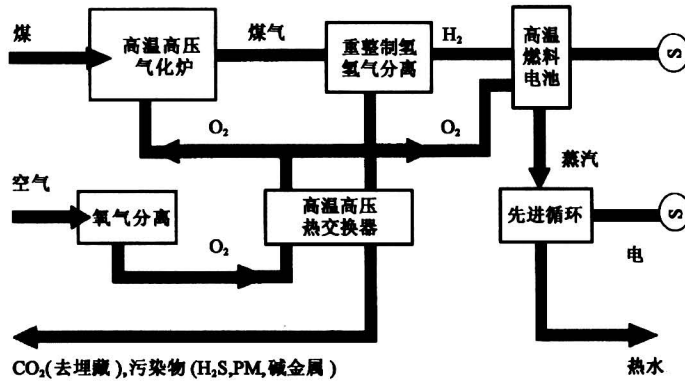 煤
高温高压
气化炉
煤气
重整制氢
氢气分离
H₂
高温
燃料
电池
S
O₂
O₂
蒸汽
空气
氧气分离
O₂
高温高压
热交换器
先进循环
S
电
CO₂(去埋藏),污染物(H₂S,PM,碱金属)
热水